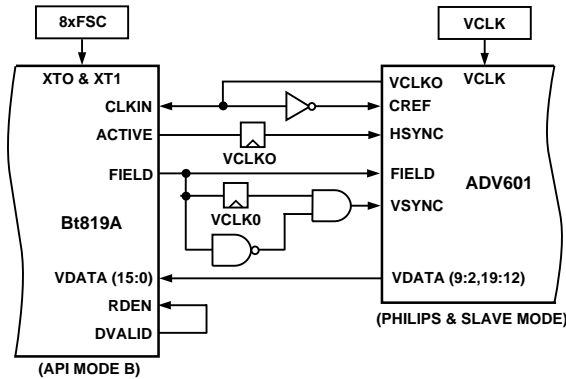 8xFSC
VCLK
XTO & XT1
VCLKO
VCLK
CLKIN
CREF
ACTIVE
HSYNC
VCLKO
FIELD
FIELD
ADV601
Bt819A
VCLK0
VSYNC
VDATA (15:0)
VDATA (9:2,19:12)
RDEN
DVALID
(PHILIPS & SLAVE MODE)
(API MODE B)